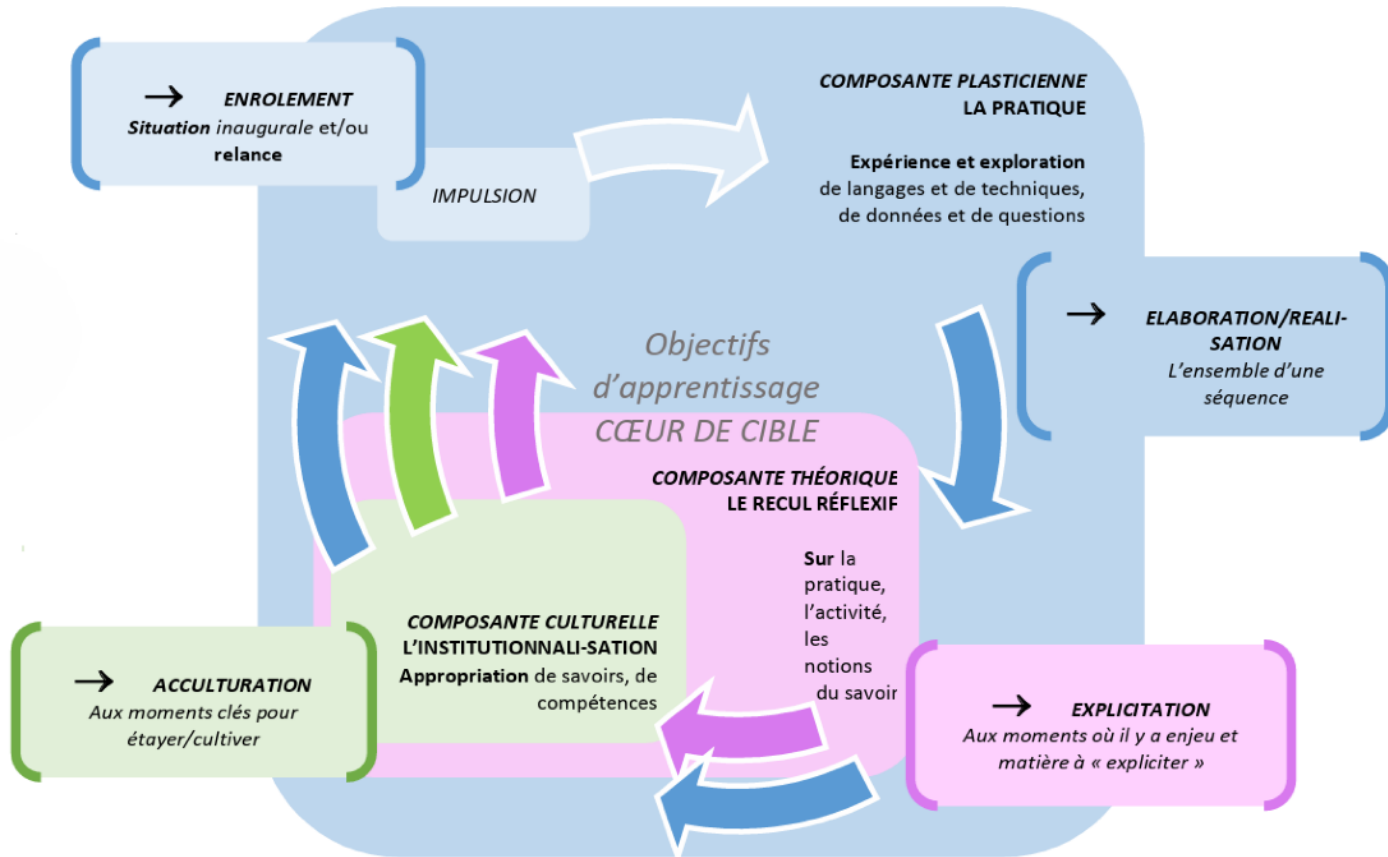 → ENROLEMENT
Situation inaugurale et/ou
relance
IMPULSION
COMPOSANTE PLASTICIENNE
LA PRATIQUE
Expérience et exploration
de langages et de techniques,
de données et de questions
→ ELABORATION/REALI-
SATION
L'ensemble d'une
séquence
Objectifs
d'apprentissage
CŒUR DE CIBLE
COMPOSANTE THÉORIQUE
LE RECUL RÉFLEXIF
Sur la
pratique,
l'activité,
les
notions
du savoir
COMPOSANTE CULTURELLE
L'INSTITUTIONNALI-SATION
Appropriation de savoirs, de
compétences
→ ACCULTURATION
Aux moments clés pour
étayer/cultiver
→ EXPLICITATION
Aux moments où il y a enjeu et
matière à « expliciter »